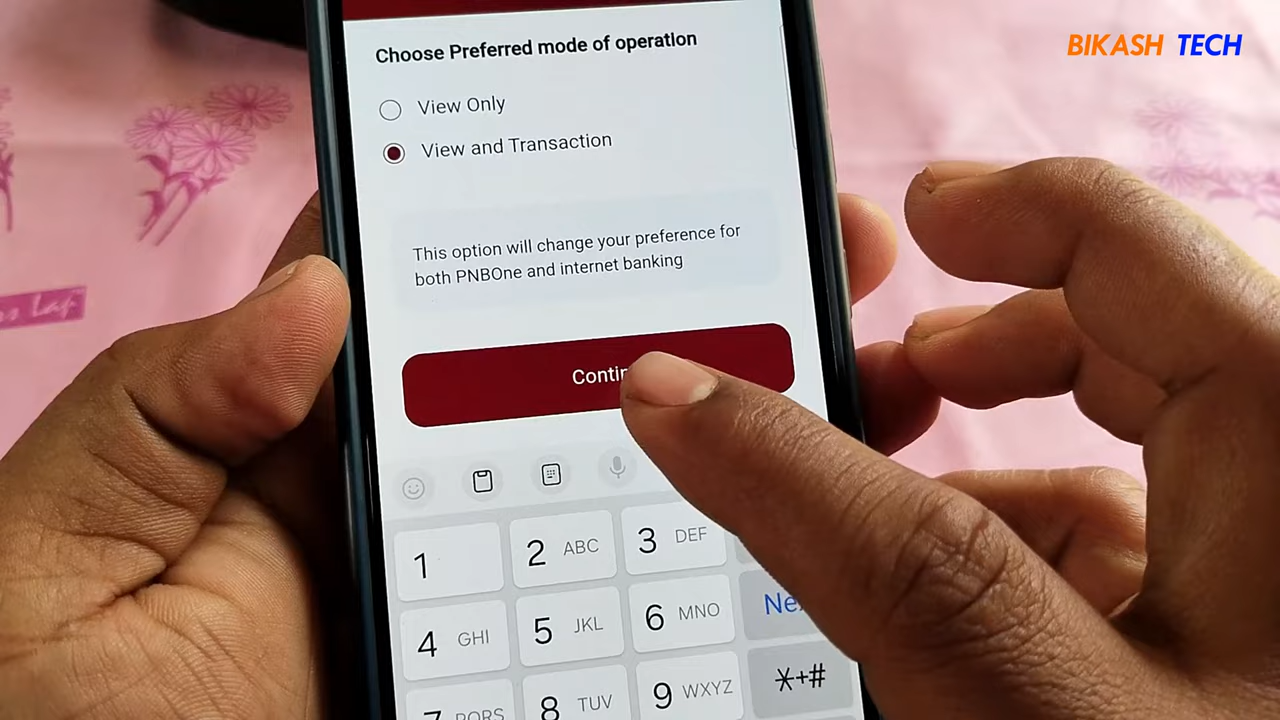 BIKASH TECH
Choose Preferred mode of operation
View Only
View and Transaction
This option will change your preference for
both PNBOne and internet banking
1
2 ABC
3 DEF
4 GHI
5 JKL
6 MNO
8 TUV
9 WXYZ
*+#